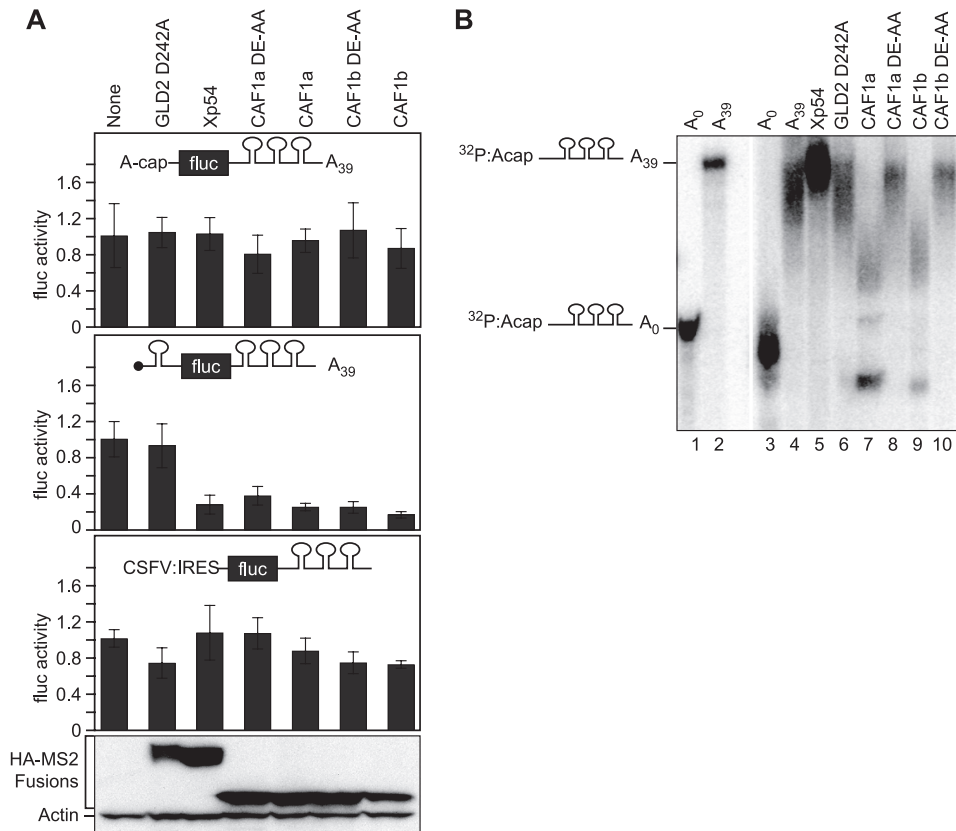 A
None
GLD2 D242A
Xp54
CAF1a DE-AA
CAF1a
CAF1b DE-AA
CAF1b
A-cap fluc A39
fluc activity
1.6
1.2
0.8
0.4
0
fluc A39
fluc activity
1.6
1.2
0.8
0.4
0
CSFV:IRES fluc
fluc activity
1.6
1.2
0.8
0.4
0
HA-MS2
Fusions
Actin
B
A0
A39
A0
A39
Xp54
GLD2 D242A
CAF1a
CAF1a DE-AA
CAF1b
CAF1b DE-AA
32P:Acap A39
32P:Acap A0
1 2 3 4 5 6 7 8 9 10